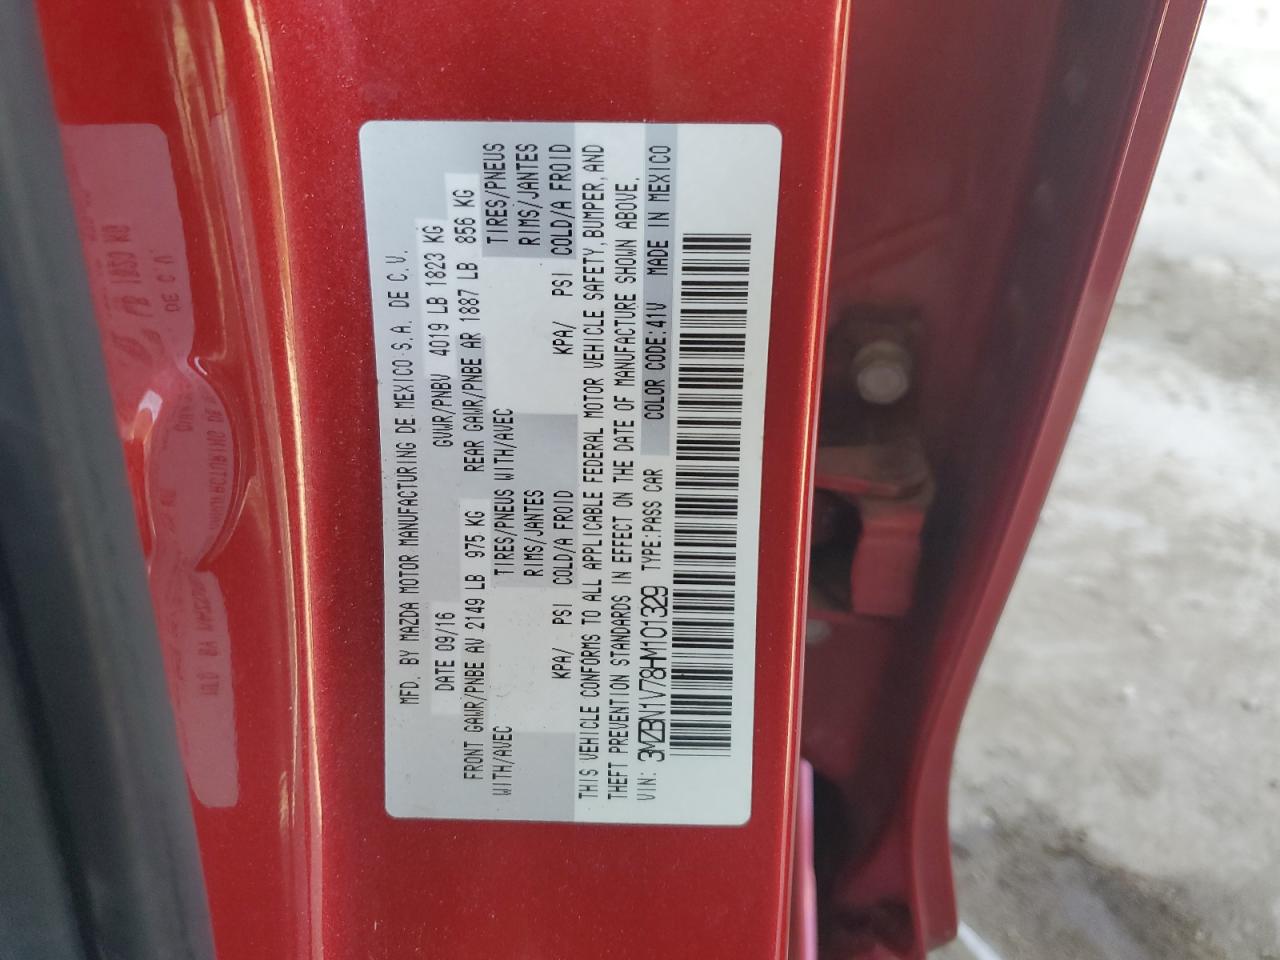 MFD. BY MAZDA MOTOR MANUFACTURING DE MEXICO S.A. DE C.V.
DATE 09/16 GVWR/PNBV 4019 LB 1823 KG
FRONT GAWR/PNBE AV 2149 LB 975 KG REAR GAWR/PNBE AR 1887 LB 856 KG
WITH/AVEC TIRES/PNEUS WITH/AVEC TIRES/PNEUS
RIMS/JANTES RIMS/JANTES
KPA/ PSI COLD/A FROID KPA/ PSI COLD/A FROID
THIS VEHICLE CONFORMS TO ALL APPLICABLE FEDERAL MOTOR VEHICLE SAFETY, BUMPER, AND
THEFT PREVENTION STANDARDS IN EFFECT ON THE DATE OF MANUFACTURE SHOWN ABOVE.
VIN: 3MZBN1V78HM101329 TYPE:PASS CAR COLOR CODE:41V MADE IN MEXICO